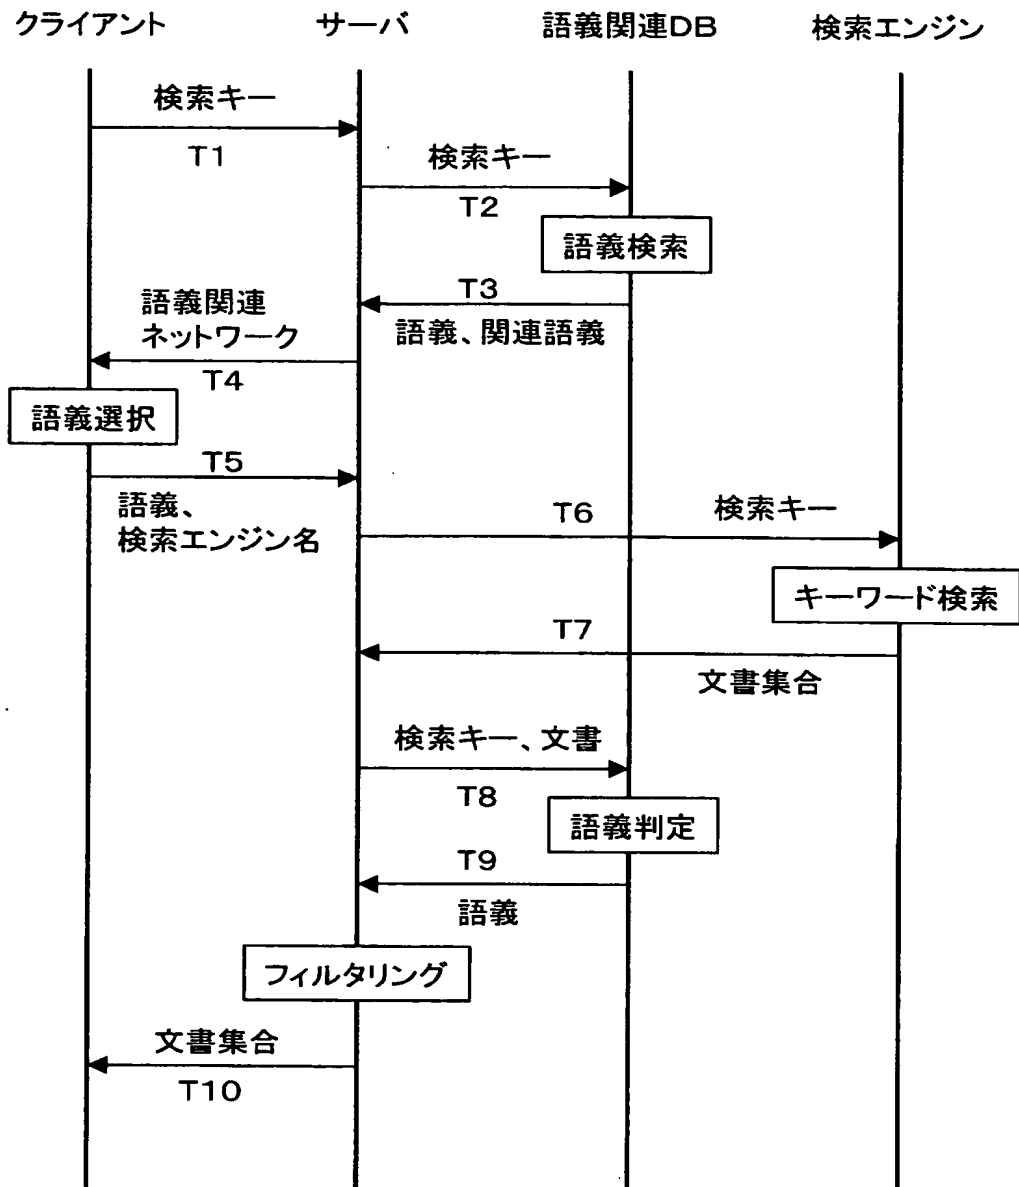 クライアント サーバ 語義関連DB 検索エンジン
検索キー
T1
検索キー
T2
語義検索
T3
語義、関連語義
語義関連
ネットワーク
T4
語義選択
T5
語義、
検索エンジン名
T6
検索キー
キーワード検索
T7
文書集合
検索キー、文書
T8
語義判定
T9
語義
フィルタリング
文書集合
T10